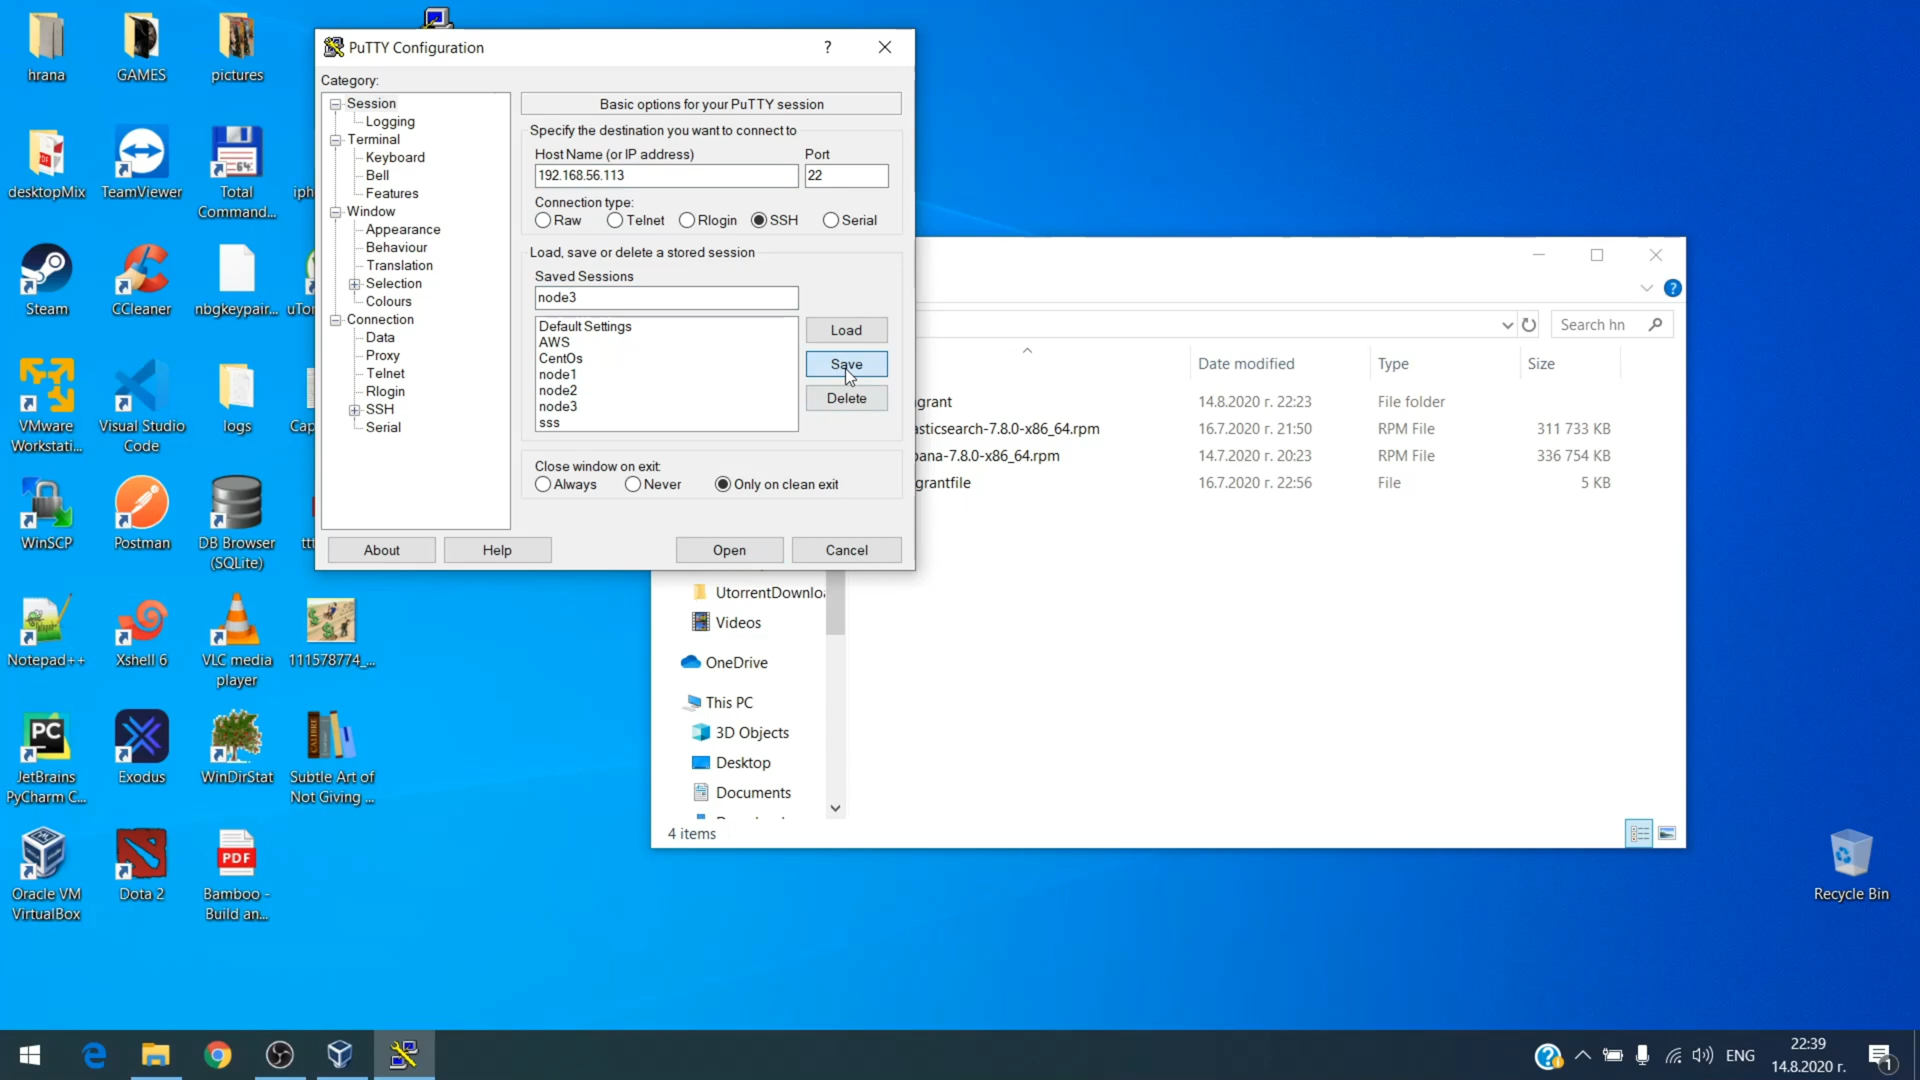 hrana
GAMES
pictures
desktopMix
TeamViewer
Total
Command...
Steam
CCleaner
nbgkeypair...
VMware
Workstati...
Visual Studio
Code
logs
WinSCP
Postman
DB Browser
(SQLite)
Notepad++
Xshell 6
VLC media
player
111578774_...
JetBrains
PyCharm C...
Exodus
WinDirStat
Subtle Art of
Not Giving ...
Oracle VM
VirtualBox
Dota 2
Bamboo -
Build an...
Recycle Bin
PuTTY Configuration
?
Category:
Session
Logging
Terminal
Keyboard
Bell
Features
Window
Appearance
Behaviour
Translation
Selection
Colours
Connection
Data
Proxy
Telnet
Rlogin
SSH
Serial
Basic options for your PuTTY session
Specify the destination you want to connect to
Host Name (or IP address)
Port
192.168.56.113
22
Connection type:
Raw
Telnet
Rlogin
SSH
Serial
Load, save or delete a stored session
Saved Sessions
node3
Default Settings
AWS
CentOs
node1
node2
node3
sss
Load
Save
Delete
Close window on exit:
Always
Never
Only on clean exit
About
Help
Open
Cancel
Search hn
Date modified
Type
Size
grant 14.8.2020 г. 22:23 File folder
asticsearch-7.8.0-x86_64.rpm 16.7.2020 г. 21:50 RPM File 311 733 KB
ana-7.8.0-x86_64.rpm 14.7.2020 г. 20:23 RPM File 336 754 KB
grantfile 16.7.2020 г. 22:56 File 5 KB
UtorrentDownlo
Videos
OneDrive
This PC
3D Objects
Desktop
Documents
4 items
ENG
22:39
14.8.2020 г.
1